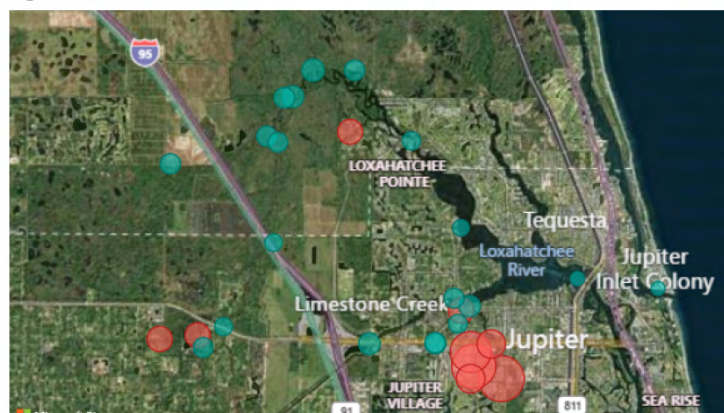 95
LOXAHATCHEE
POINTE
Tequesta
Loxahatchee
River
Jupiter
Inlet Colony
Limestone Creek
Jupiter
JUPITER
VILLAGE
SEA RISE
91
811